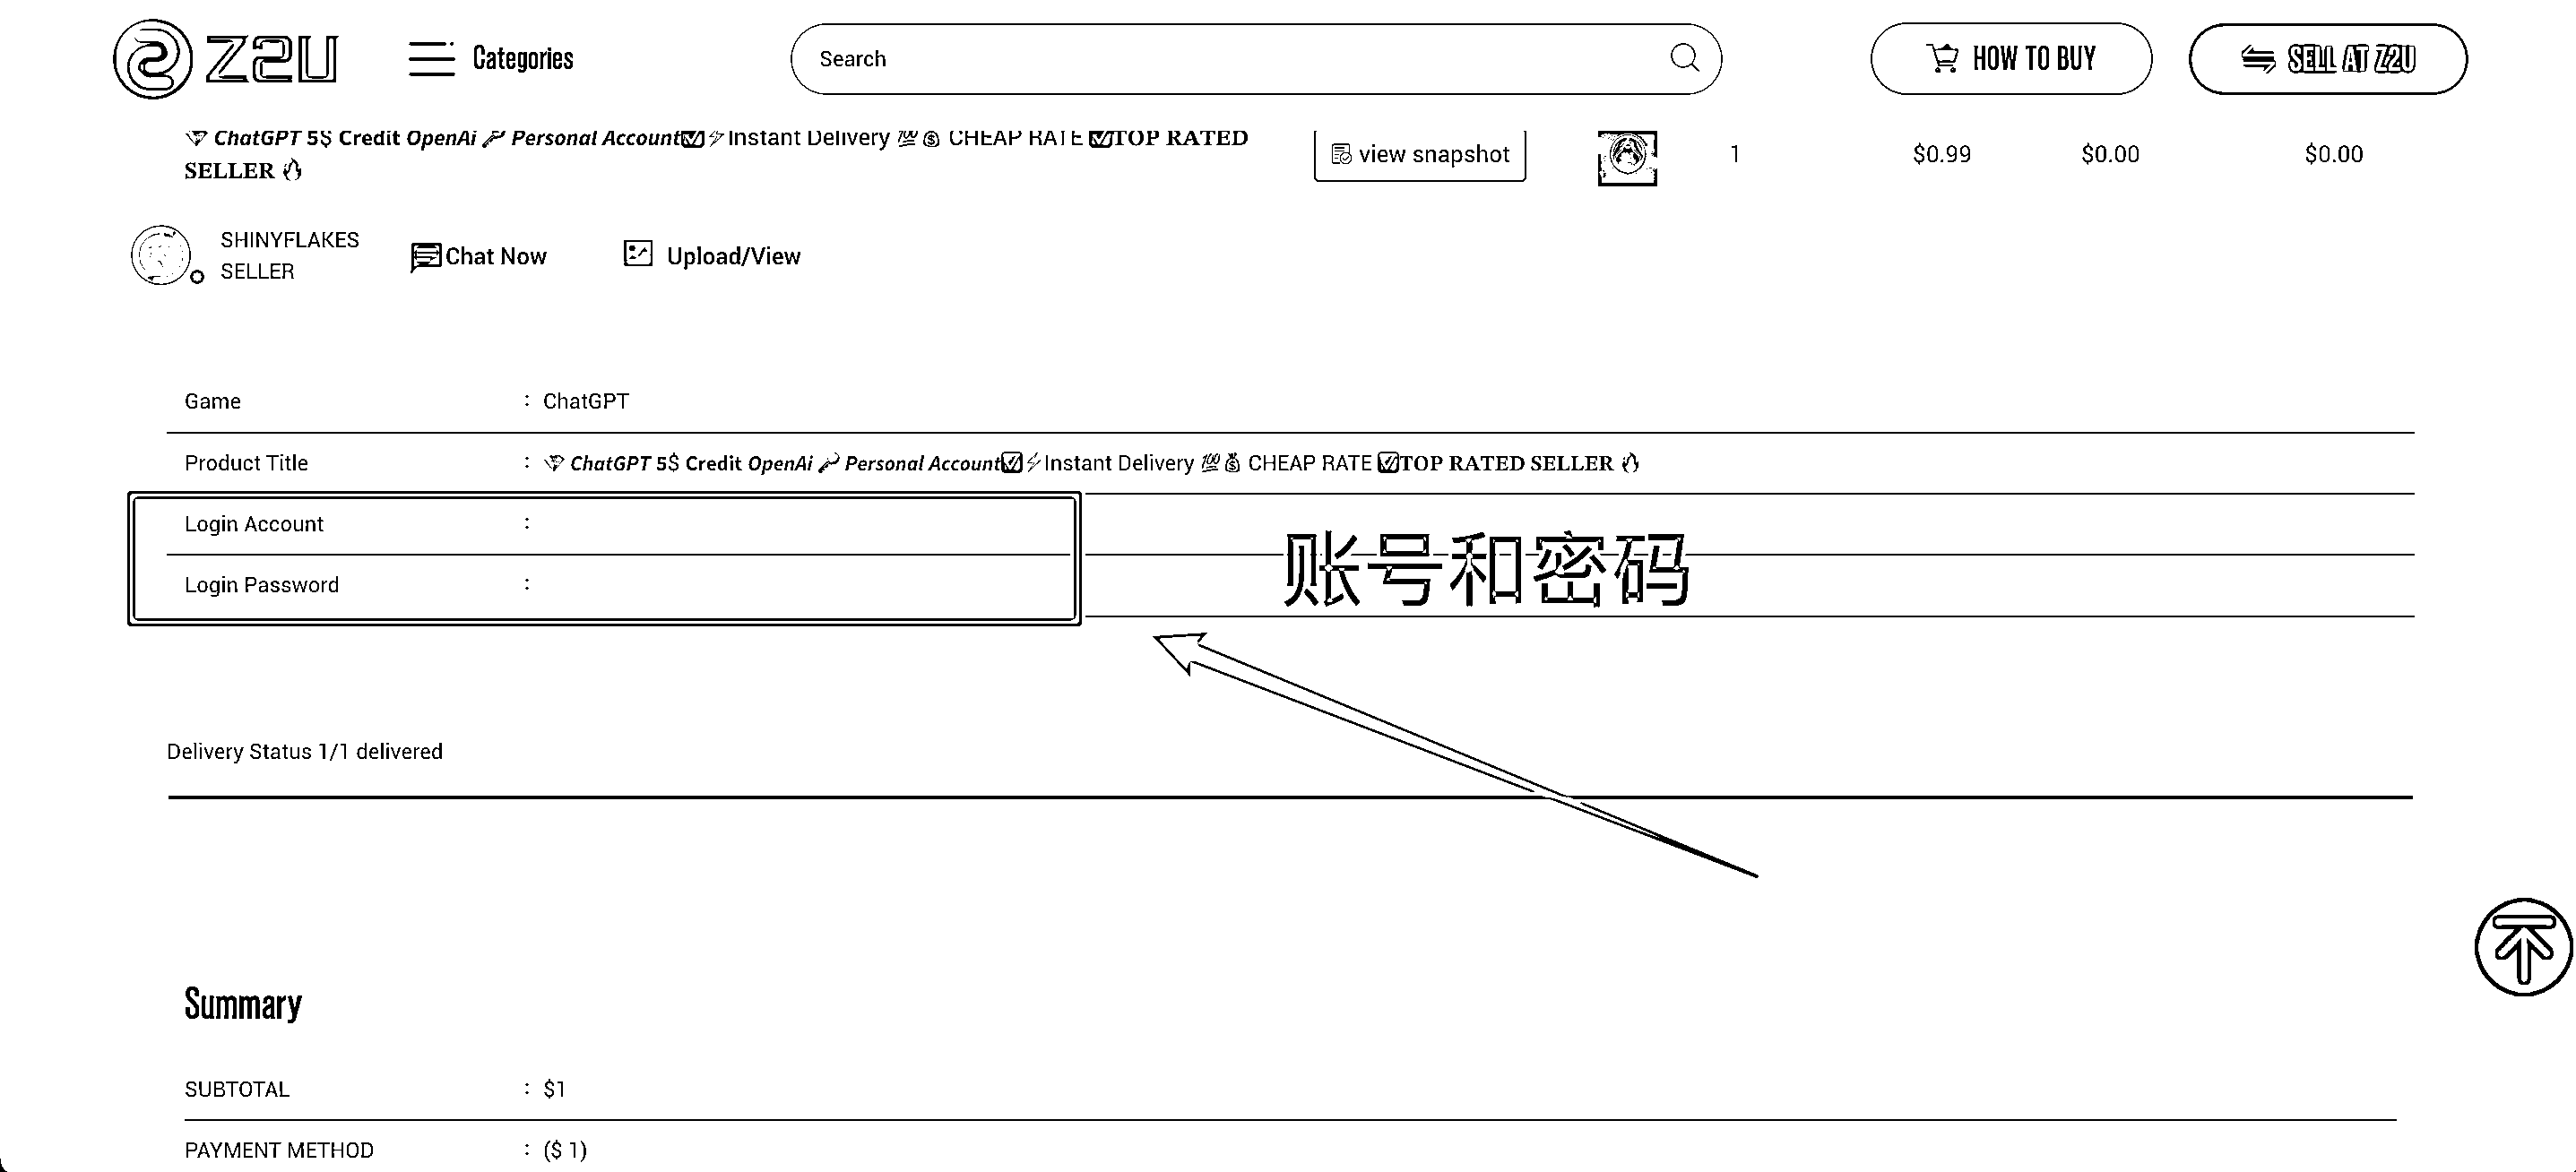 Z2U Categories Search HOW TO BUY SELL AT Z2U
ChatGPT 5$ Credit OpenAi Personal Account Instant Delivery 💯 CHEAP RATE TOP RATED
SELLER
view snapshot 1 $0.99 $0.00 $0.00
SHINYFLAKES
SELLER
Chat Now Upload/View
Game : ChatGPT
Product Title : ChatGPT 5$ Credit OpenAi Personal Account Instant Delivery 💯 CHEAP RATE TOP RATED SELLER
Login Account :
Login Password :
账号和密码
Delivery Status 1/1 delivered
Summary
SUBTOTAL : $1
PAYMENT METHOD : ($ 1)